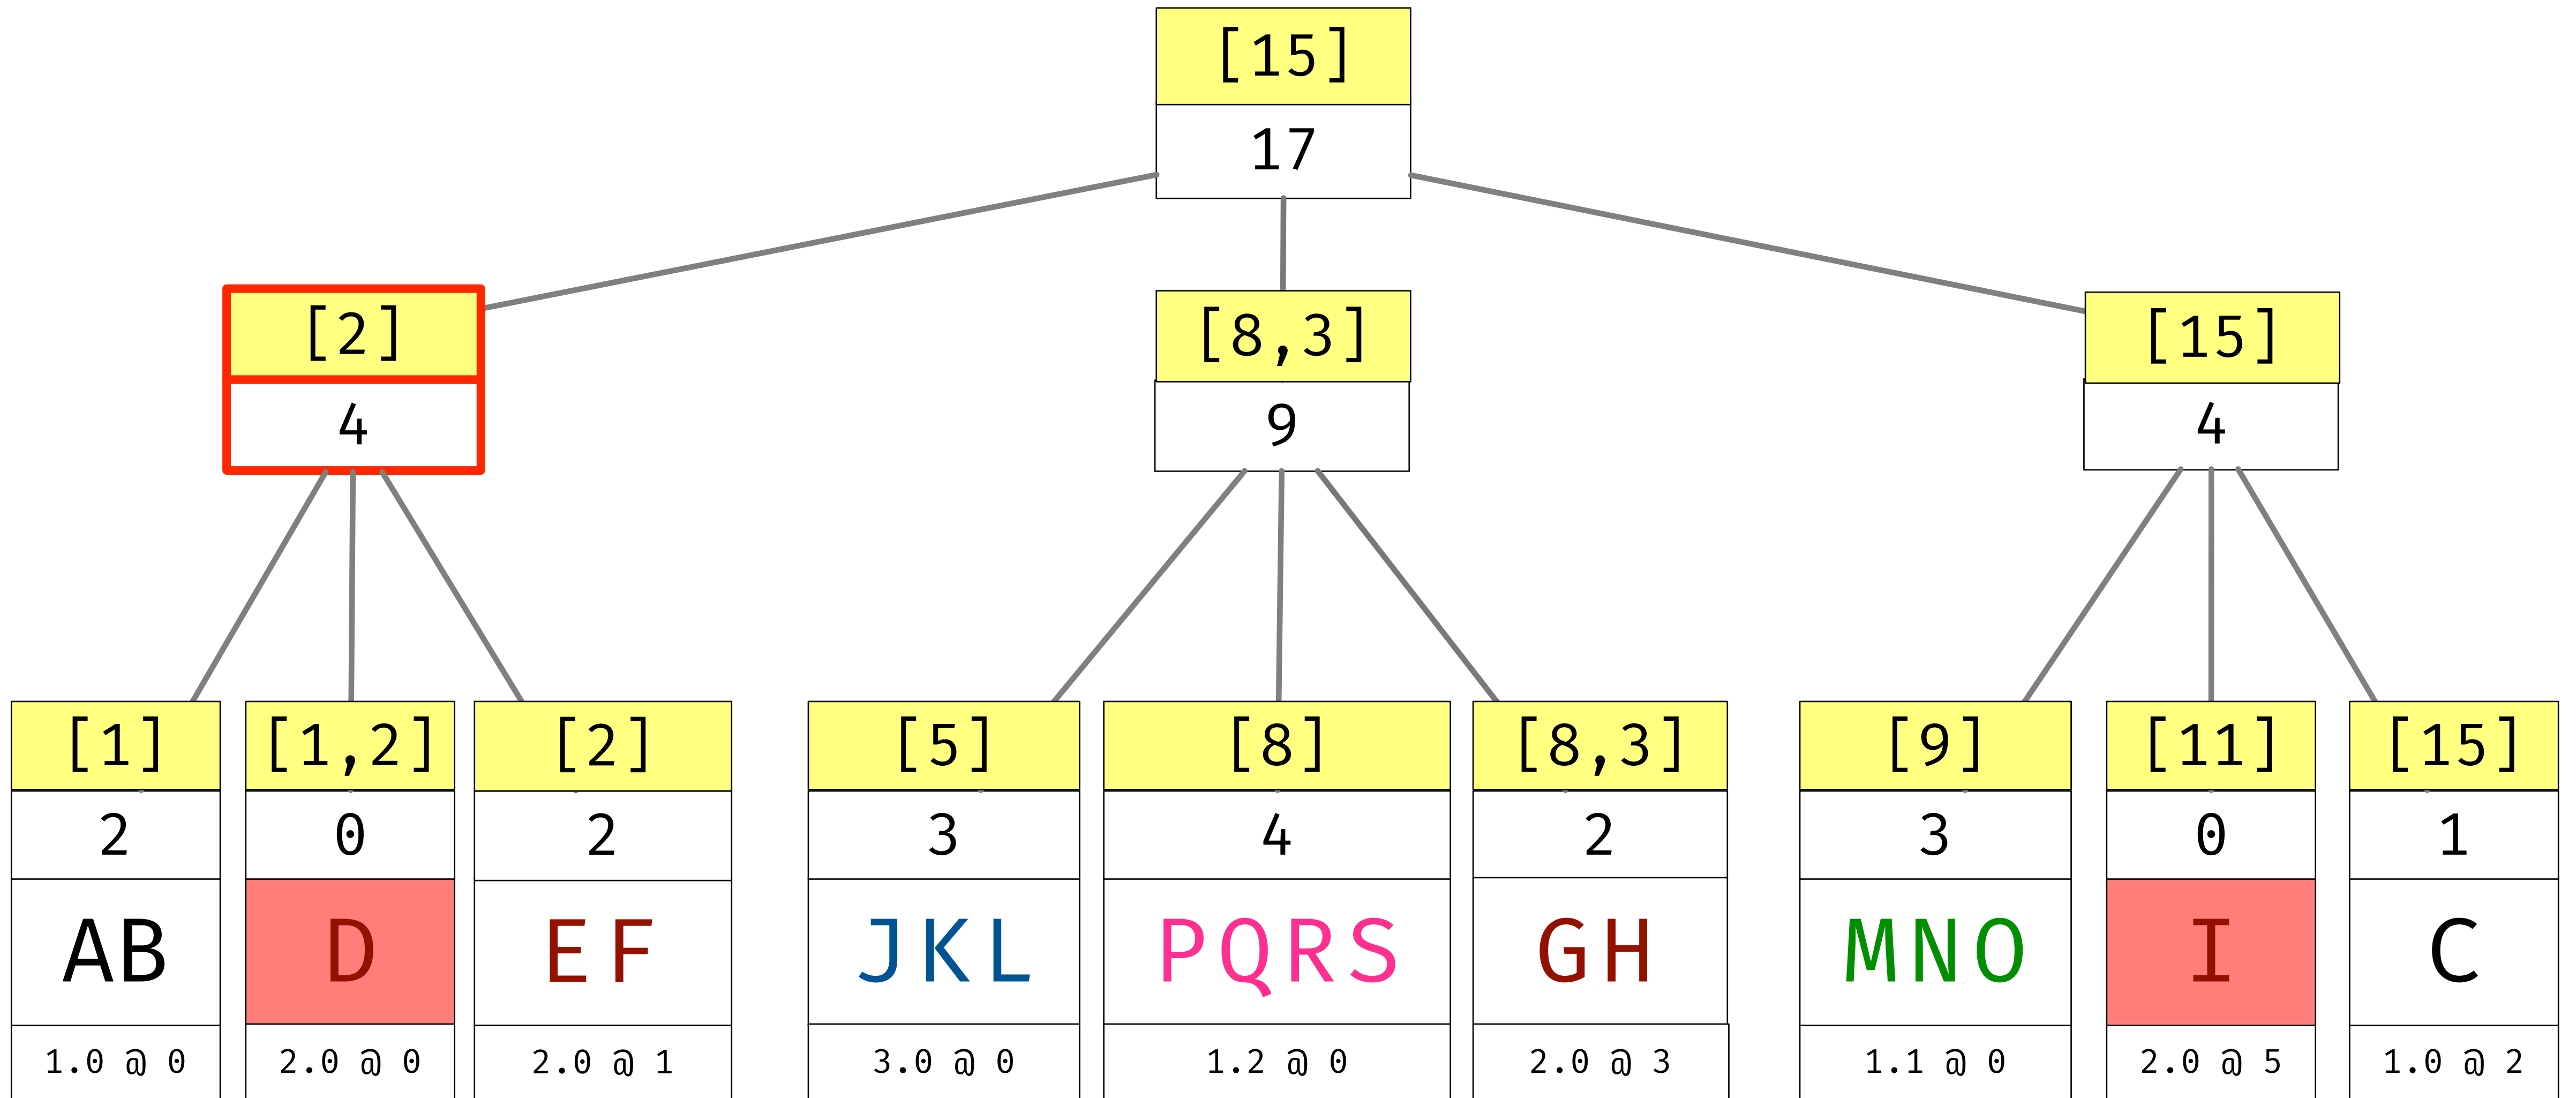 [15]
17
[2] [8,3] [15]
4 9 4
[1] [1,2] [2] [5] [8] [8,3] [9] [11] [15]
2 0 2 3 4 2 3 0 1
AB D EF JKL PQRS GH MNO I C
1.0 @ 0 2.0 @ 0 2.0 @ 1 3.0 @ 0 1.2 @ 0 2.0 @ 3 1.1 @ 0 2.0 @ 5 1.0 @ 2